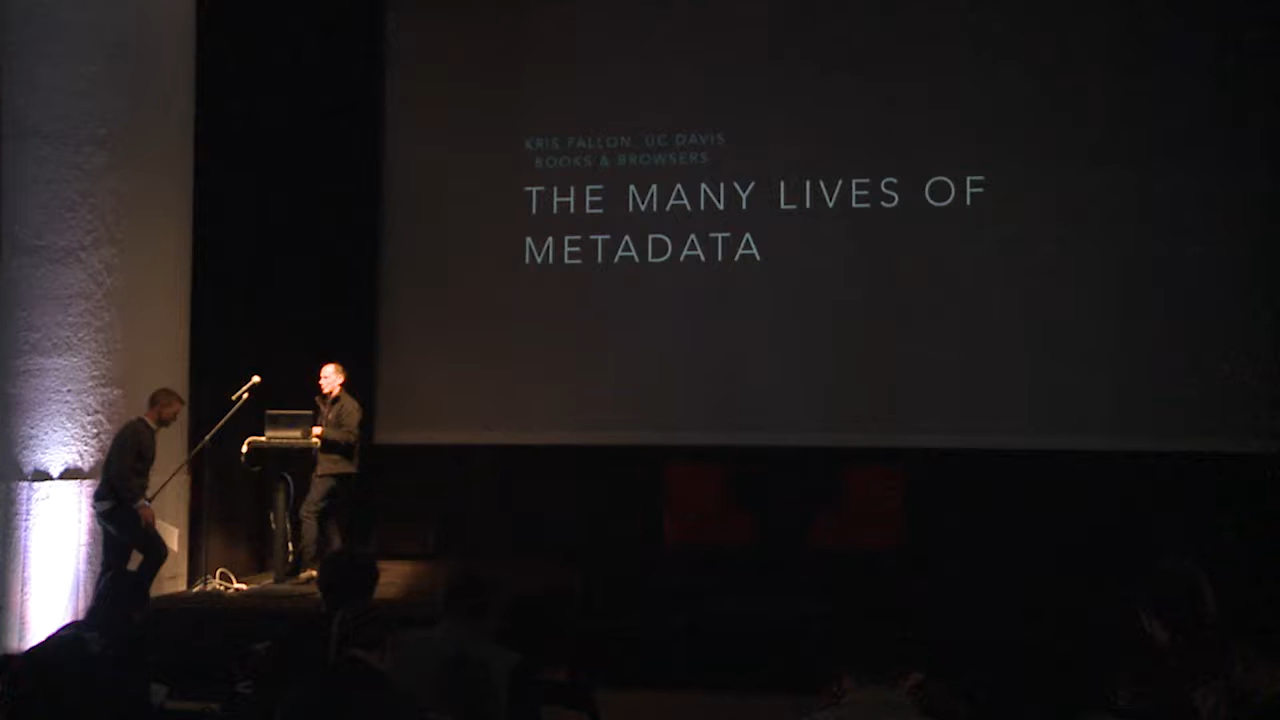 KRIS FALLON, UC DAVIS
BOOKS & BROWSERS
THE MANY LIVES OF
METADATA